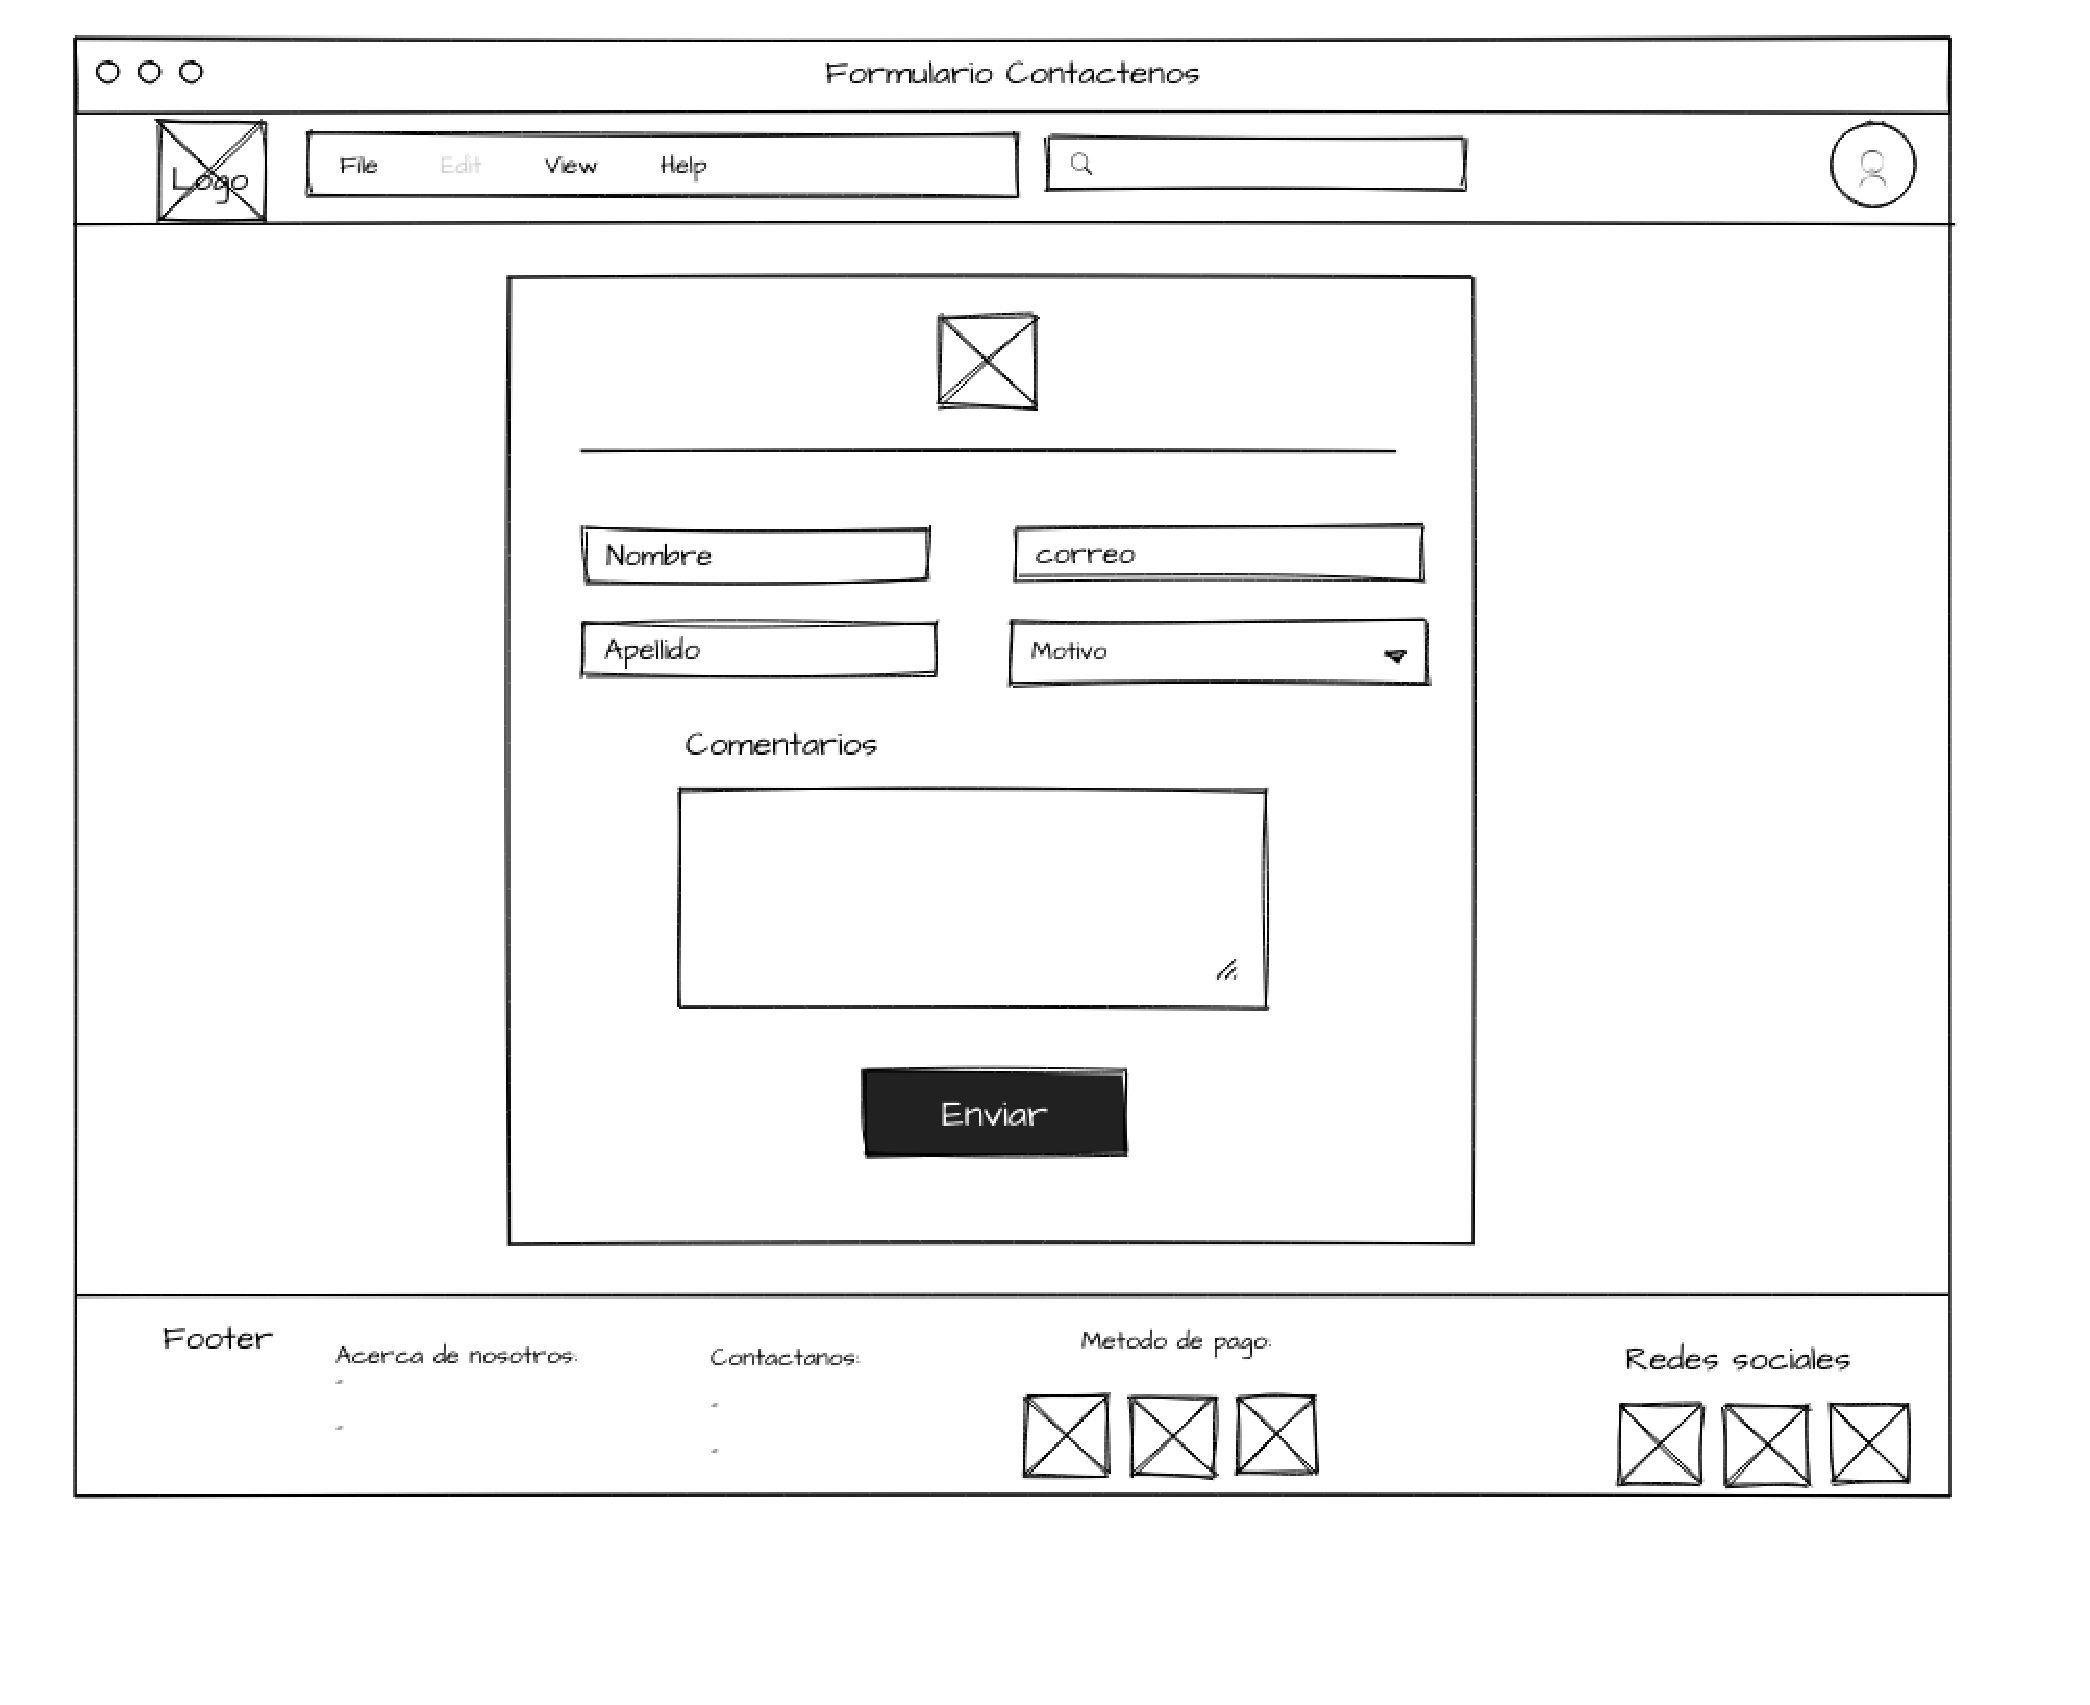 Formulario Contactenos
Logo
File Edit View Help
Nombre
correo
Apellido
Motivo
Comentarios
Enviar
Footer
Acerca de nosotros:
-
-
Contactanos:
-
-
Metodo de pago:
Redes sociales